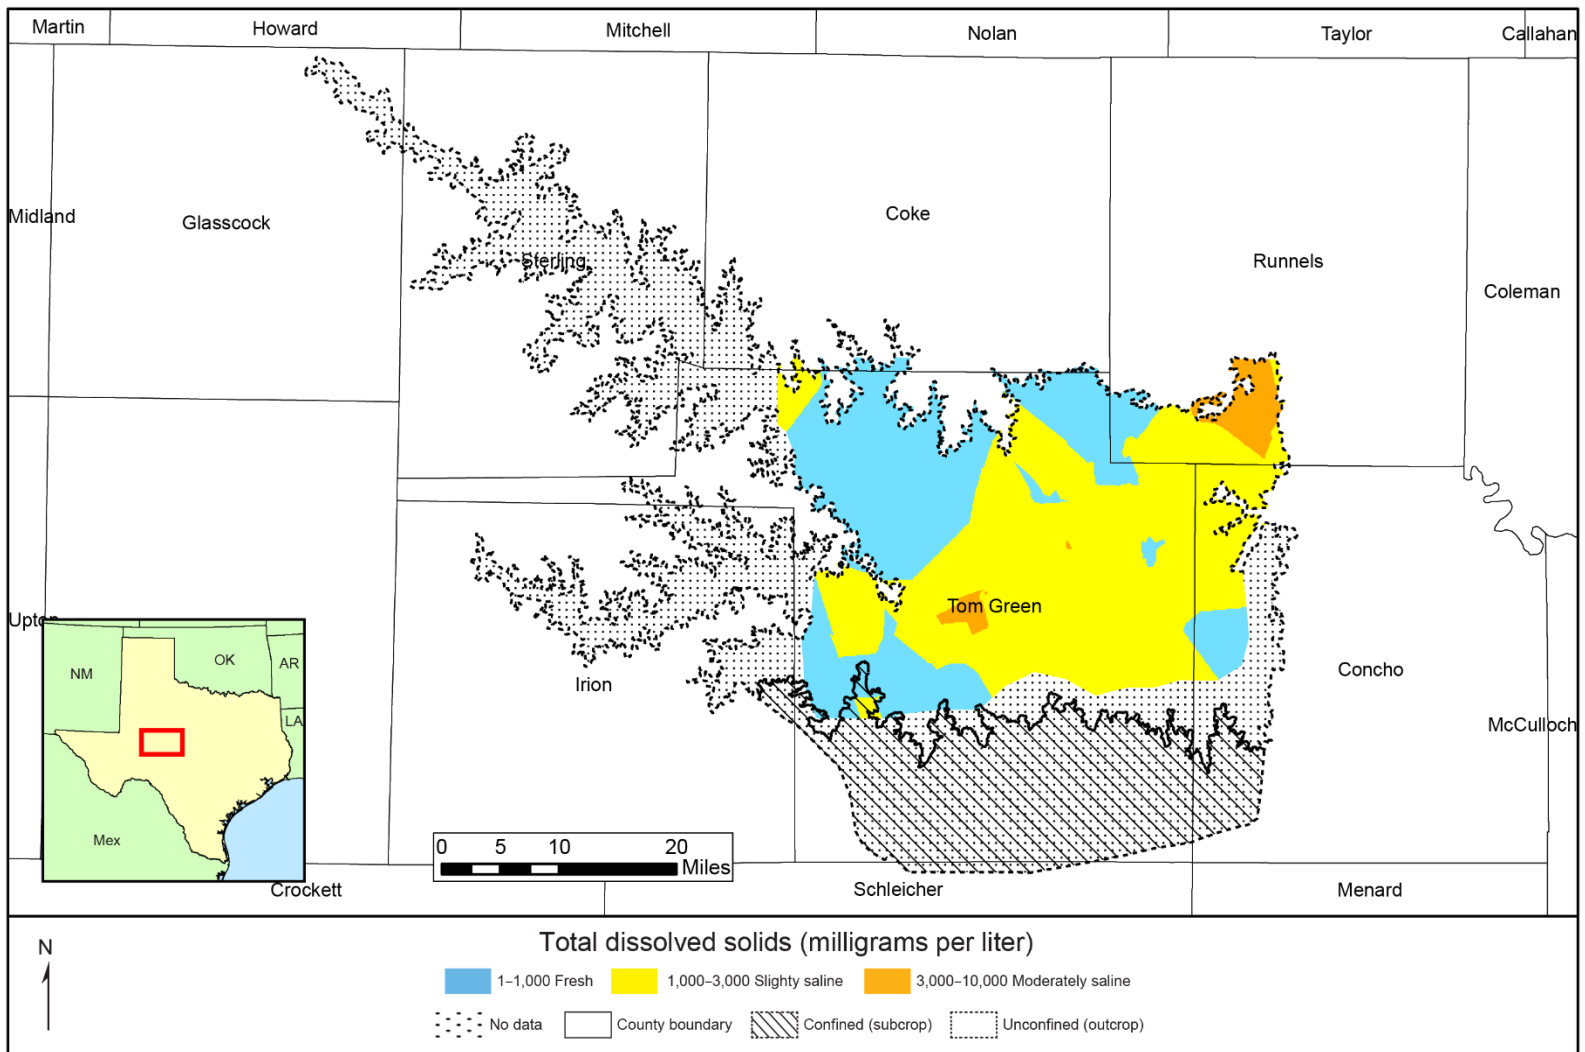 Martin
Howard
Mitchell
Nolan
Taylor
Callahan
Midland
Glasscock
Sterling
Coke
Runnels
Coleman
Upton
Irion
Tom Green
Concho
McCulloch
NM
OK
AR
LA
Mex
0 5 10 20
Miles
Crockett
Schleicher
Menard
N
Total dissolved solids (milligrams per liter)
1–1,000 Fresh
1,000–3,000 Slighty saline
3,000–10,000 Moderately saline
No data
County boundary
Confined (subcrop)
Unconfined (outcrop)